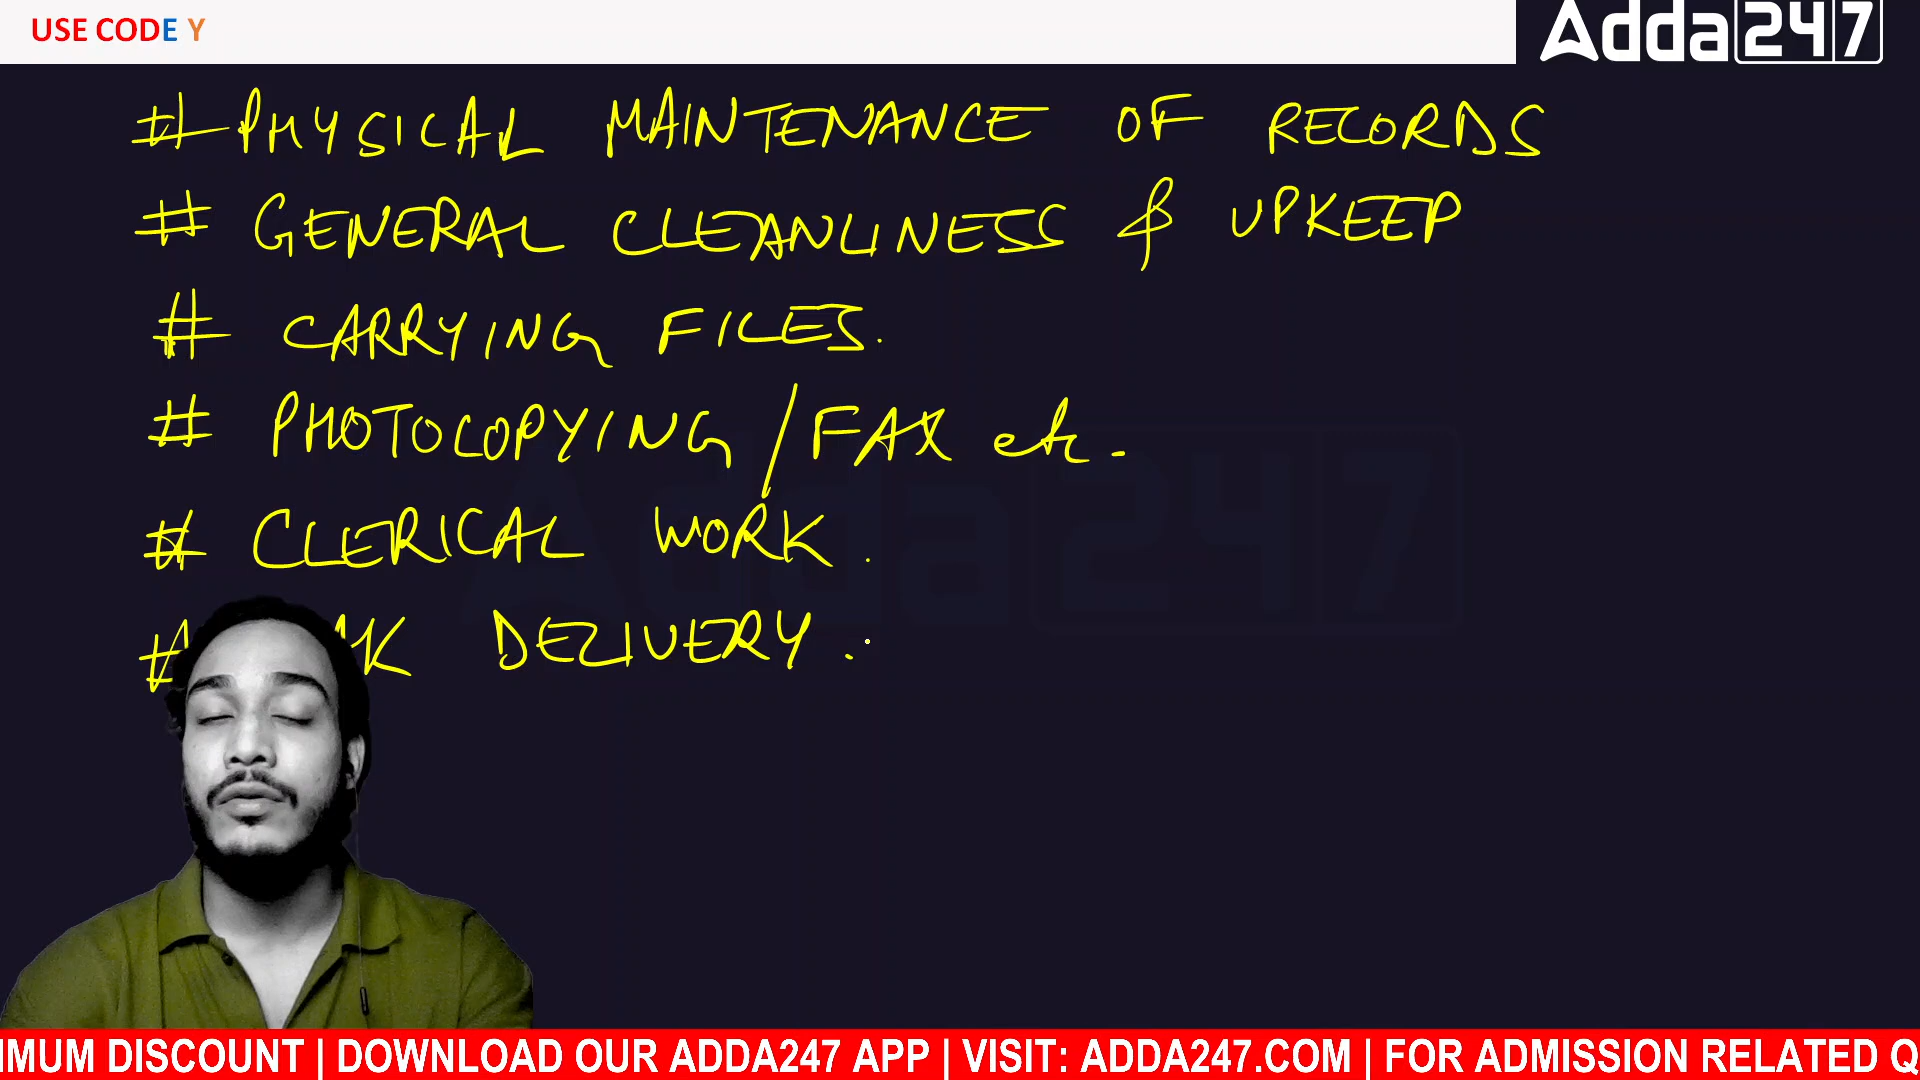 USE CODE Y
Adda247
# PHYSICAL MAINTENANCE OF RECORDS
# GENERAL CLEANLINESS & UPKEEP
# CARRYING FILES.
# PHOTOCOPYING / FAX etc.
# CLERICAL WORK.
# DELIVERY.
Adda247
IMUM DISCOUNT | DOWNLOAD OUR ADDA247 APP | VISIT: ADDA247.COM | FOR ADMISSION RELATED Q